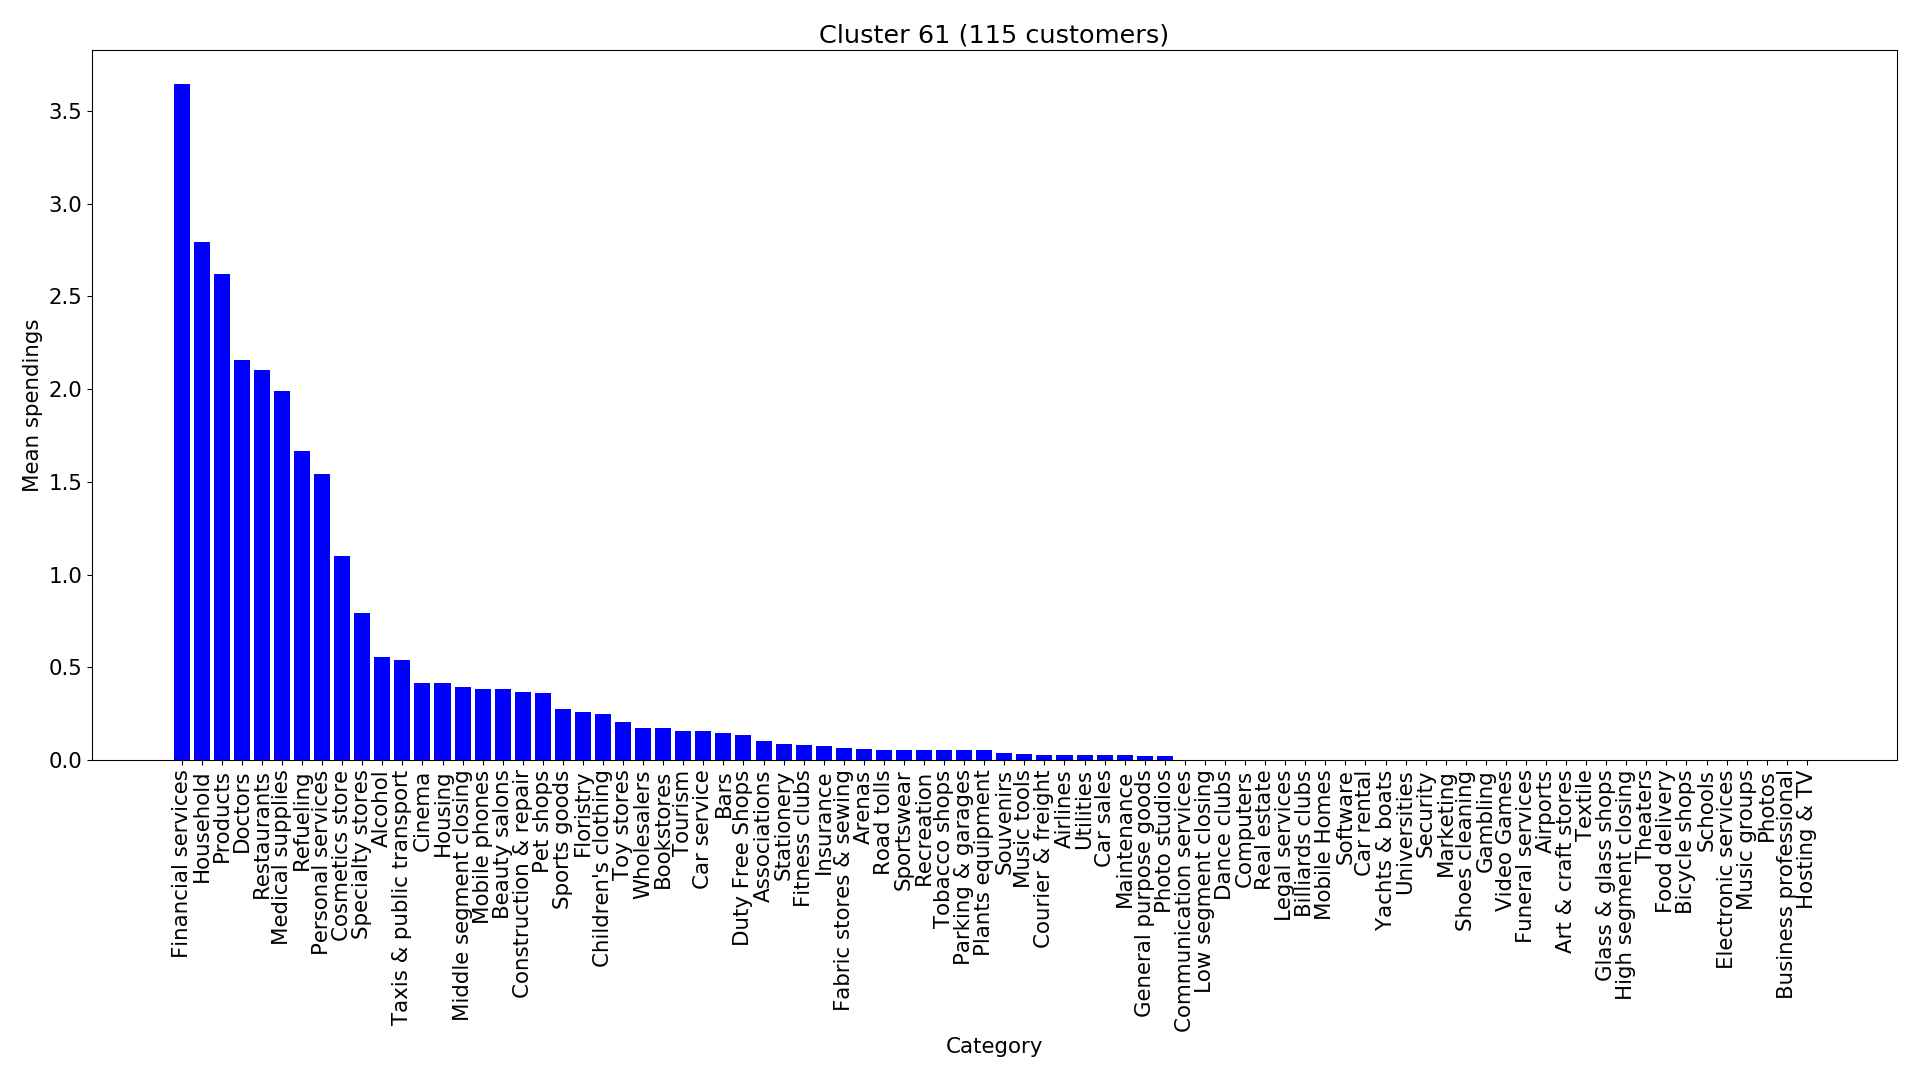 Cluster 61 (115 customers)
Mean spendings
3.5
3.0
2.5
2.0
1.5
1.0
0.5
0.0
Financial services
Household
Products
Doctors
Restaurants
Medical supplies
Refueling
Personal services
Cosmetics store
Specialty stores
Alcohol
Taxis & public transport
Cinema
Housing
Middle segment closing
Mobile phones
Beauty salons
Construction & repair
Pet shops
Sports goods
Floristry
Children's clothing
Toy stores
Wholesalers
Bookstores
Tourism
Car service
Bars
Duty Free Shops
Associations
Stationery
Fitness clubs
Insurance
Fabric stores & sewing
Arenas
Road tolls
Sportswear
Recreation
Tobacco shops
Parking & garages
Plants equipment
Souvenirs
Music tools
Courier & freight
Airlines
Utilities
Car sales
Maintenance
General purpose goods
Photo studios
Communication services
Low segment closing
Dance clubs
Computers
Real estate
Legal services
Billiards clubs
Mobile Homes
Software
Car rental
Yachts & boats
Universities
Security
Marketing
Shoes cleaning
Gambling
Video Games
Funeral services
Airports
Art & craft stores
Textile
Glass & glass shops
High segment closing
Theaters
Food delivery
Bicycle shops
Schools
Electronic services
Music groups
Photos
Business professional
Hosting & TV
Category